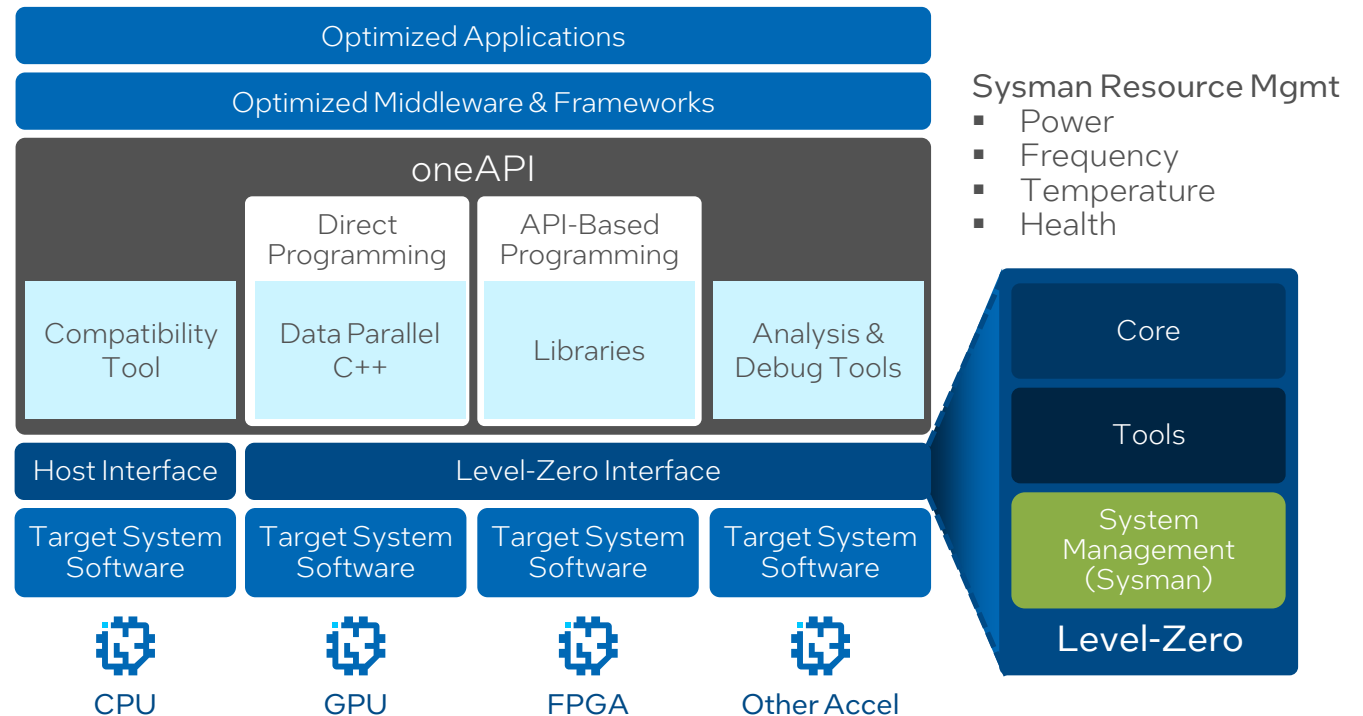 Optimized Applications
Optimized Middleware & Frameworks
oneAPI
Direct
Programming
API-Based
Programming
Compatibility
Tool
Data Parallel
C++
Libraries
Analysis &
Debug Tools
Host Interface
Level-Zero Interface
Target System
Software
Target System
Software
Target System
Software
Target System
Software
CPU
GPU
FPGA
Other Accel
Sysman Resource Mgmt
▪ Power
▪ Frequency
▪ Temperature
▪ Health
Core
Tools
System
Management
(Sysman)
Level-Zero